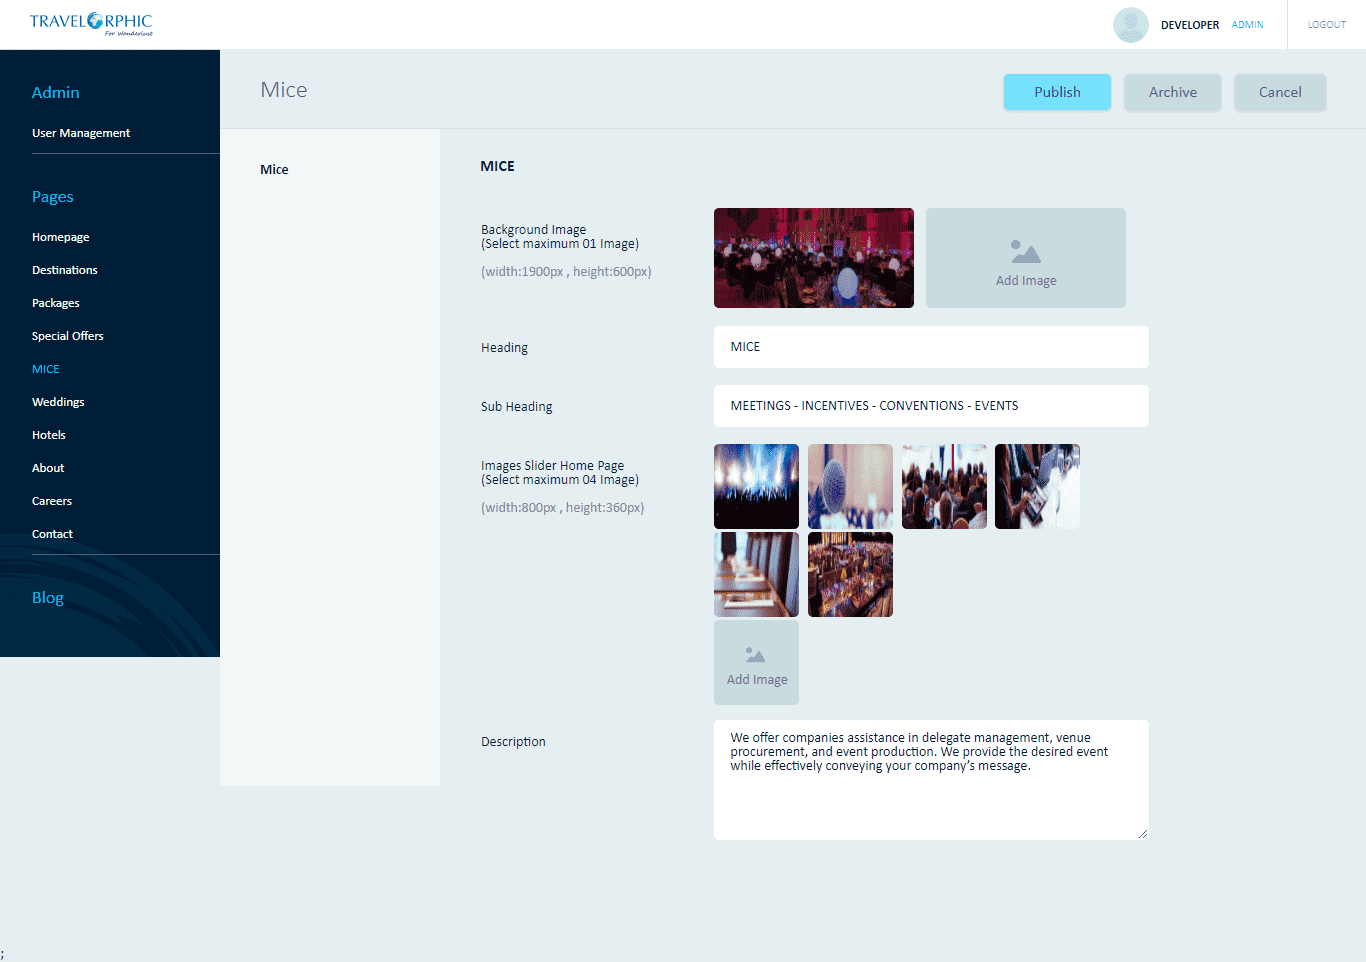 TRAVELORPHIC
For Wanderlust
DEVELOPER ADMIN
LOGOUT
Admin
User Management
Pages
Homepage
Destinations
Packages
Special Offers
MICE
Weddings
Hotels
About
Careers
Contact
Blog
Mice
Publish
Archive
Cancel
Mice
MICE
Background Image
(Select maximum 01 Image)
(width:1900px , height:600px)
Add Image
Heading
MICE
Sub Heading
MEETINGS - INCENTIVES - CONVENTIONS - EVENTS
Images Slider Home Page
(Select maximum 04 Image)
(width:800px , height:360px)
Add Image
Description
We offer companies assistance in delegate management, venue
procurement, and event production. We provide the desired event
while effectively conveying your company’s message.
;